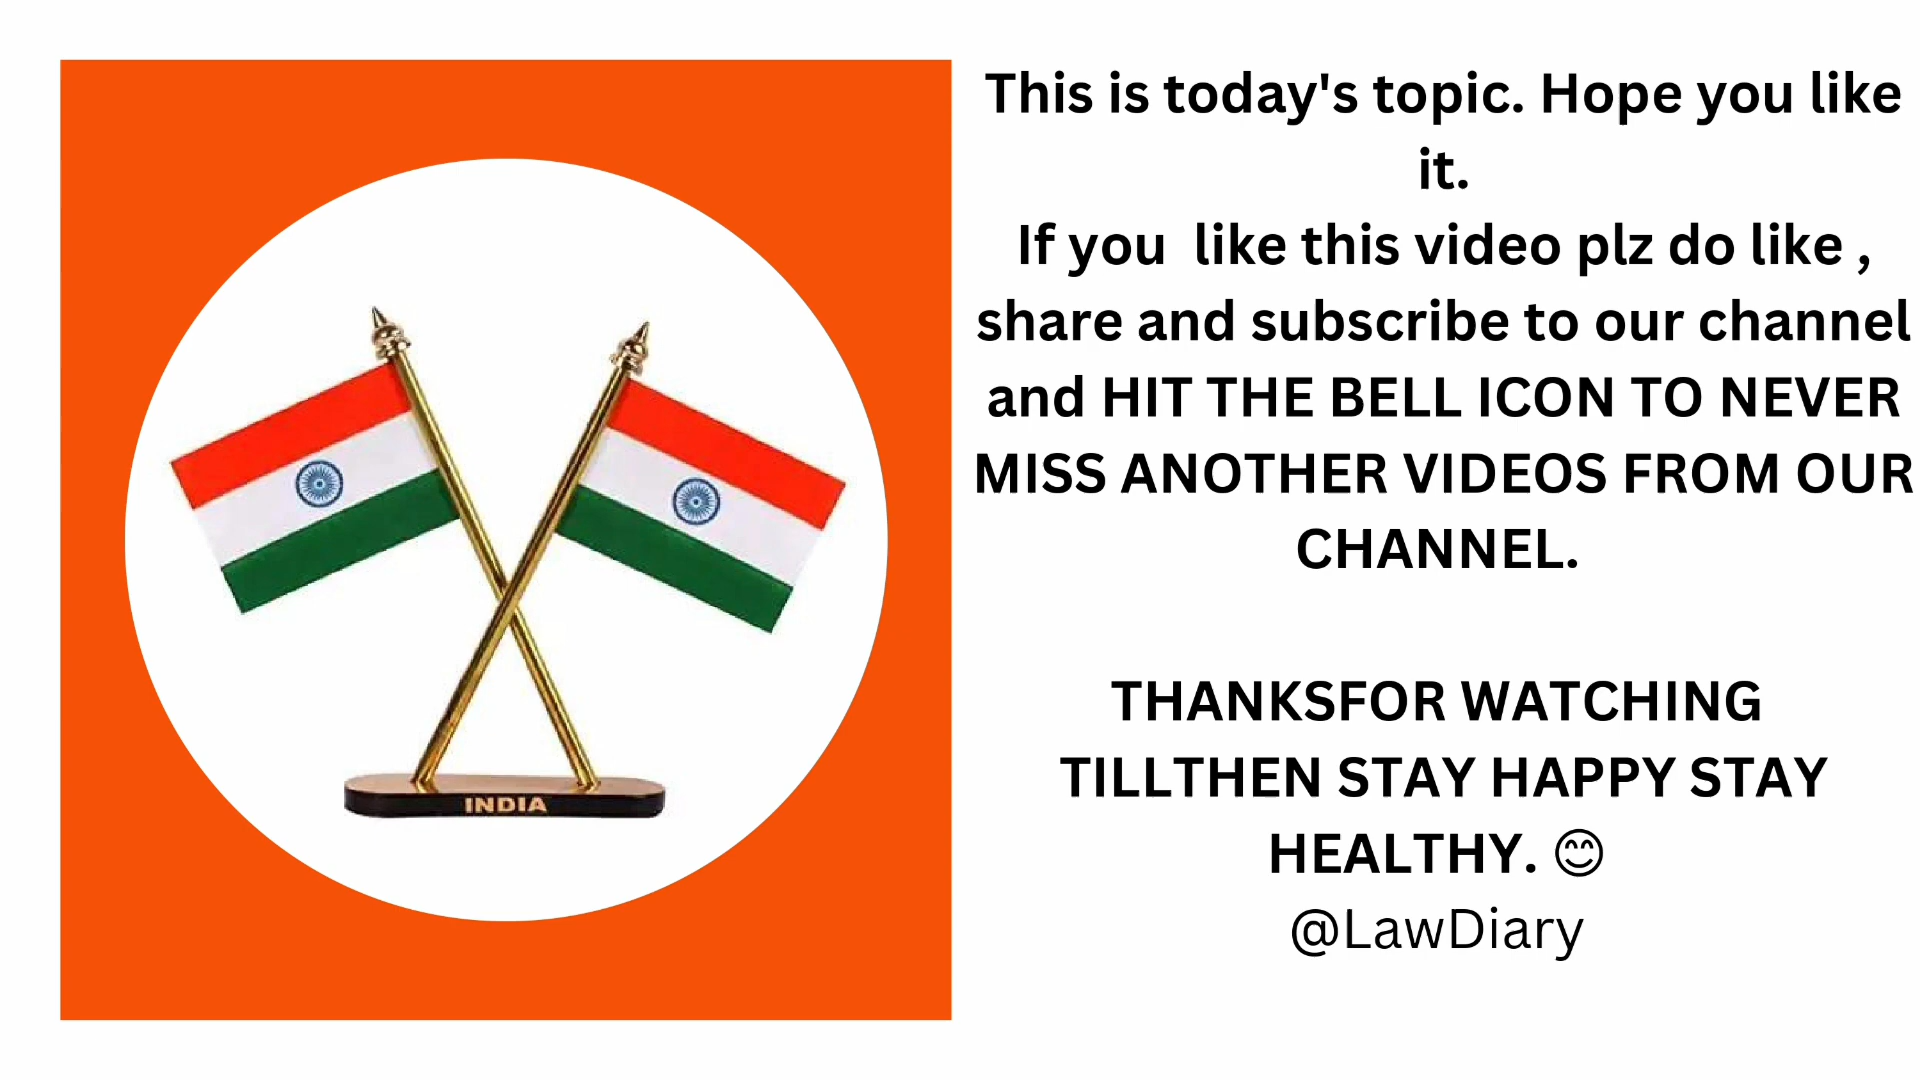 INDIA
This is today's topic. Hope you like
it.
If you  like this video plz do like ,
share and subscribe to our channel
and HIT THE BELL ICON TO NEVER
MISS ANOTHER VIDEOS FROM OUR
CHANNEL.
THANKSFOR WATCHING
TILLTHEN STAY HAPPY STAY
HEALTHY. 😊
@LawDiary